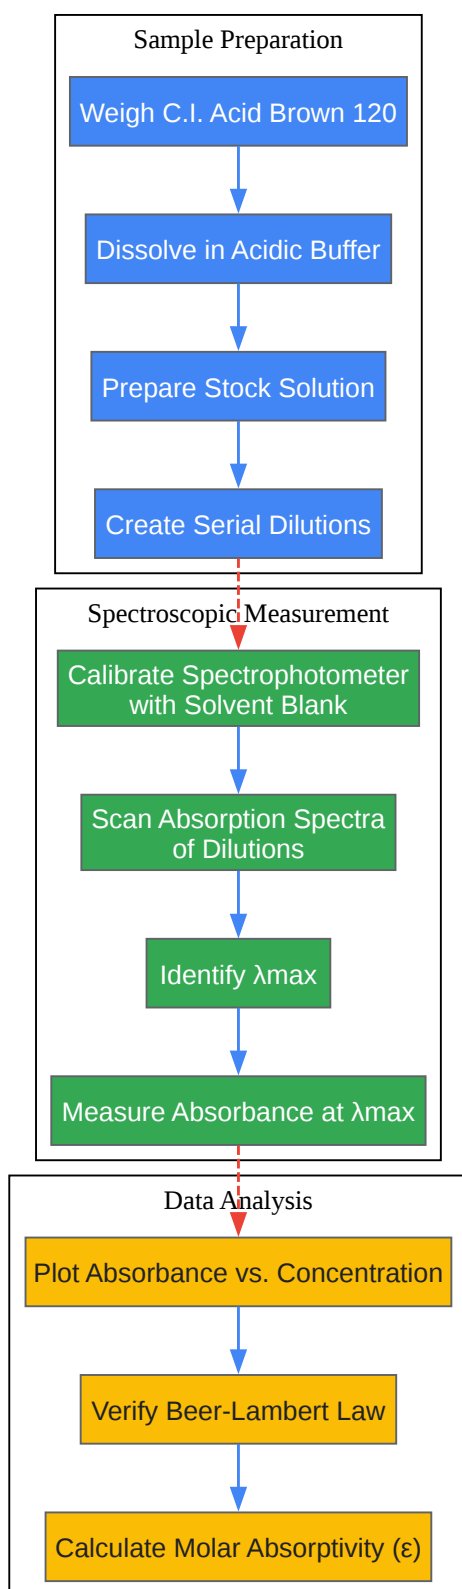 Sample Preparation
Weigh C.I. Acid Brown 120
Dissolve in Acidic Buffer
Prepare Stock Solution
Create Serial Dilutions
Spectroscopic Measurement
Calibrate Spectrophotometer
with Solvent Blank
Scan Absorption Spectra
of Dilutions
Identify λmax
Measure Absorbance at λmax
Data Analysis
Plot Absorbance vs. Concentration
Verify Beer-Lambert Law
Calculate Molar Absorptivity (ε)